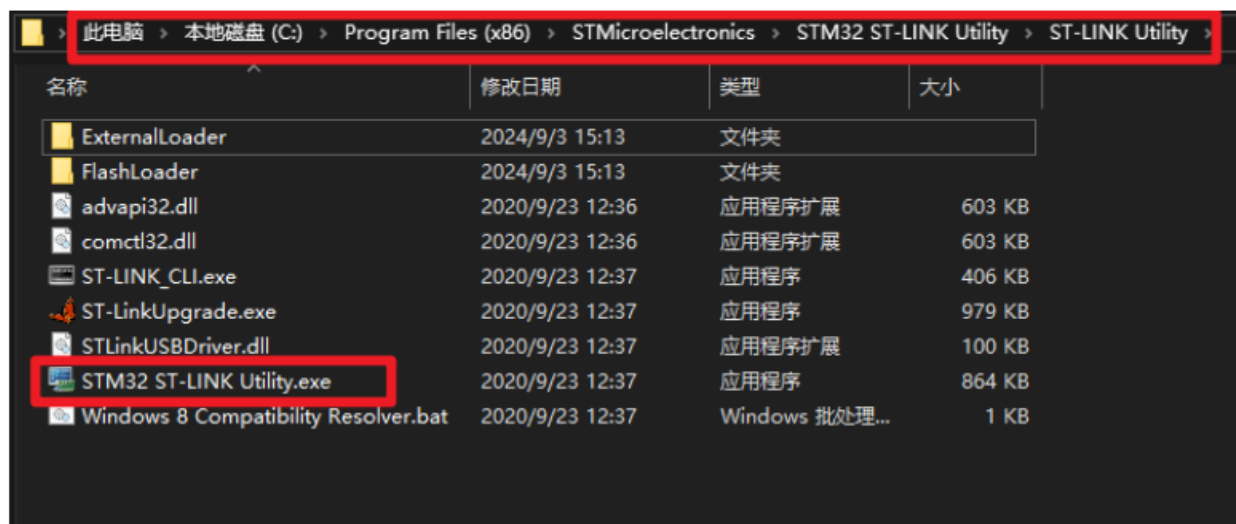 此电脑 > 本地磁盘 (C:) > Program Files (x86) > STMicroelectronics > STM32 ST-LINK Utility > ST-LINK Utility >
名称 修改日期 类型 大小
ExternalLoader 2024/9/3 15:13 文件夹
FlashLoader 2024/9/3 15:13 文件夹
advapi32.dll 2020/9/23 12:36 应用程序扩展 603 KB
comctl32.dll 2020/9/23 12:36 应用程序扩展 603 KB
ST-LINK_CLI.exe 2020/9/23 12:37 应用程序 406 KB
ST-LinkUpgrade.exe 2020/9/23 12:37 应用程序 979 KB
STLinkUSBDriver.dll 2020/9/23 12:37 应用程序扩展 100 KB
STM32 ST-LINK Utility.exe 2020/9/23 12:37 应用程序 864 KB
Windows 8 Compatibility Resolver.bat 2020/9/23 12:37 Windows 批处理... 1 KB